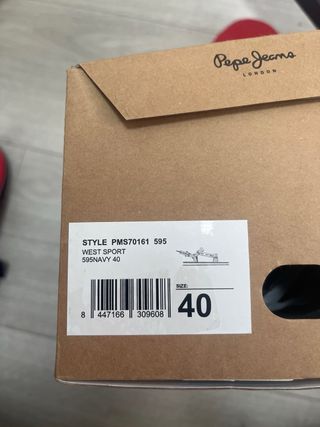 Pepe Jeans
LONDON
STYLE PMS70161 595
WEST SPORT
595NAVY 40
SIZE:
40
8 447166 309608